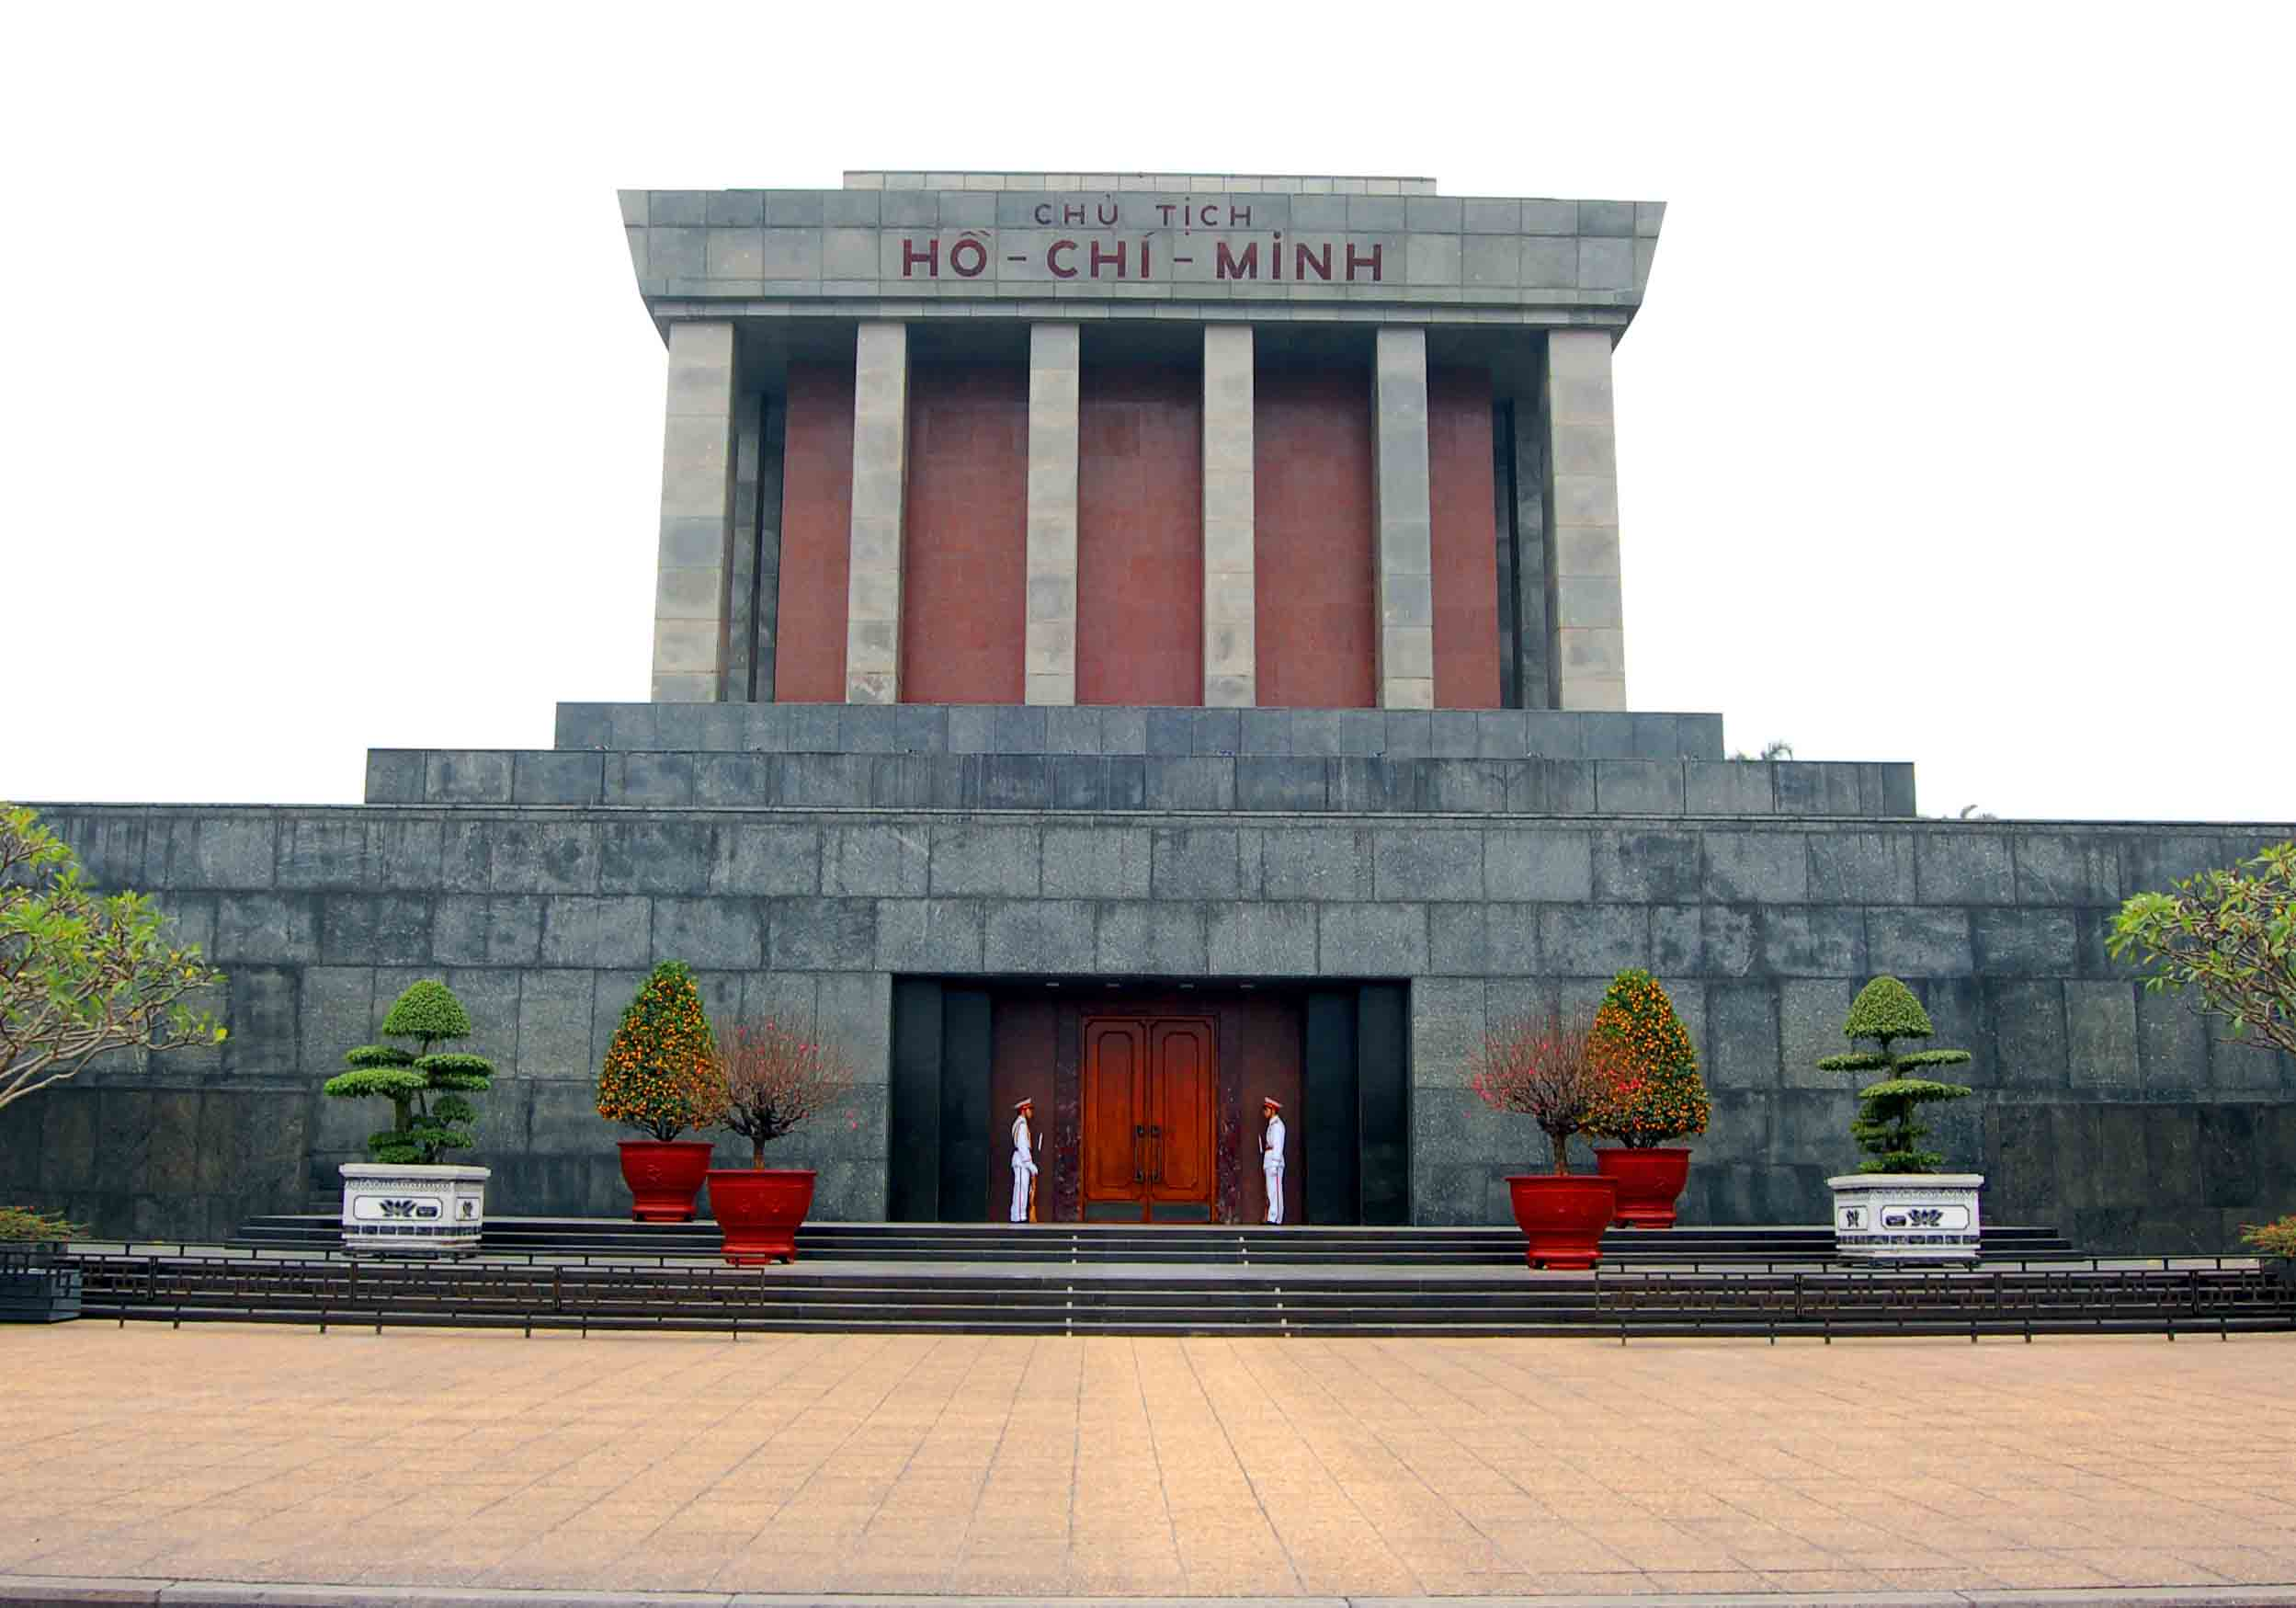 CHỦ TỊCH
HỒ - CHÍ - MINH